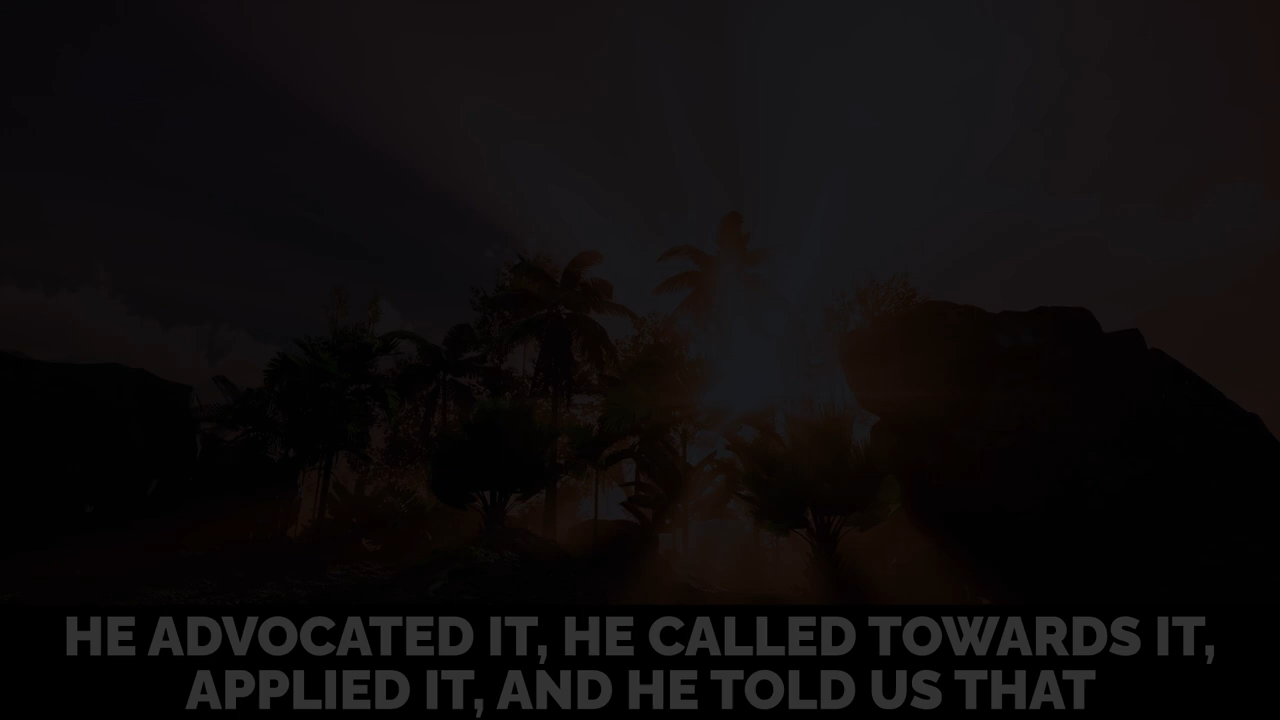 HE ADVOCATED IT, HE CALLED TOWARDS IT,
APPLIED IT, AND HE TOLD US THAT